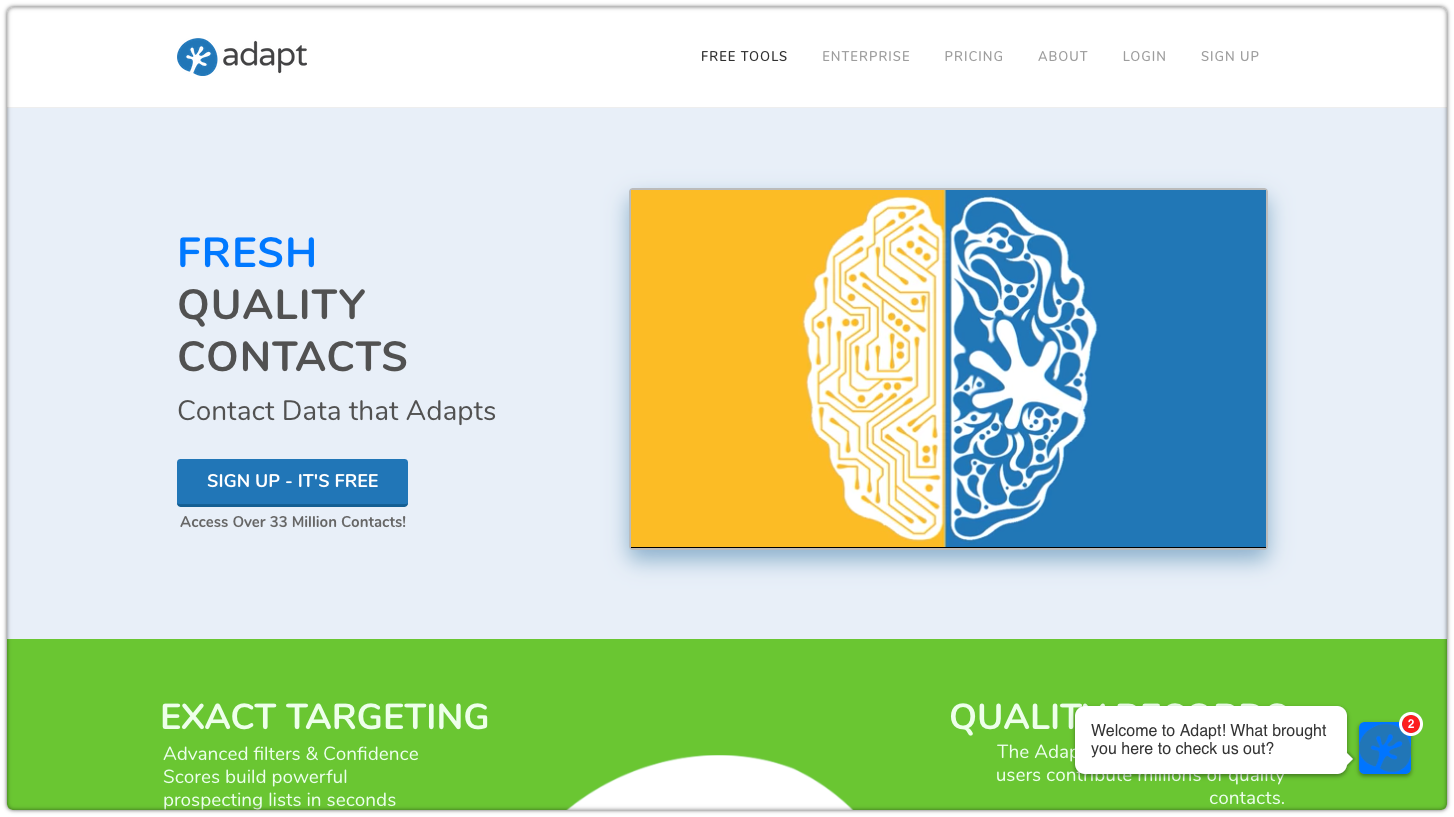 adapt
FREE TOOLS
ENTERPRISE
PRICING
ABOUT
LOGIN
SIGN UP
FRESH
QUALITY
CONTACTS
Contact Data that Adapts
SIGN UP - IT'S FREE
Access Over 33 Million Contacts!
EXACT TARGETING
Advanced filters & Confidence
Scores build powerful
prospecting lists in seconds
QUALITY
The
users contribute millions of quality
contacts.
Welcome to Adapt! What brought
you here to check us out?
2